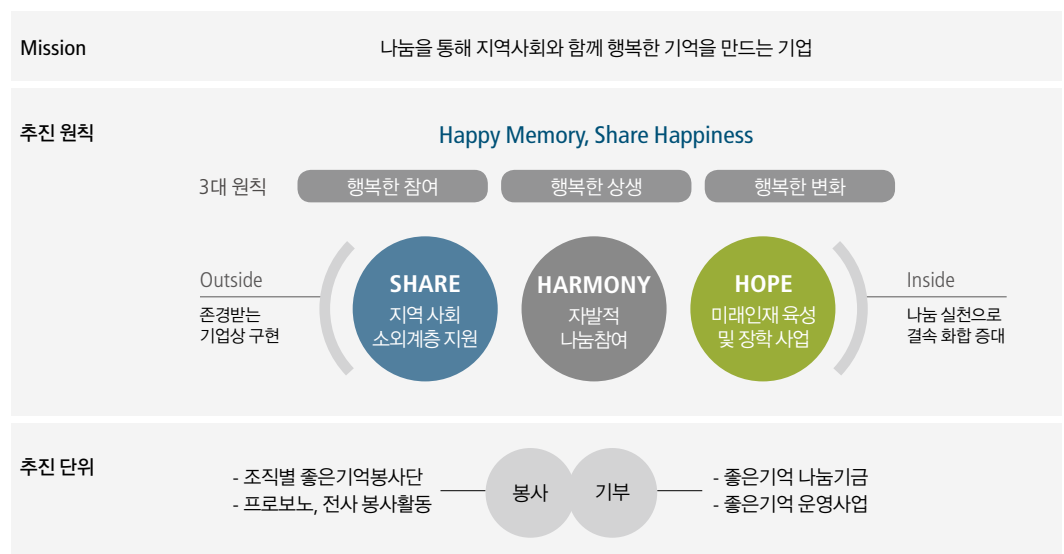 Mission
나눔을 통해 지역사회와 함께 행복한 기억을 만드는 기업
추진 원칙
Happy Memory, Share Happiness
3대 원칙
행복한 참여
행복한 상생
행복한 변화
Outside
존경받는
기업상 구현
SHARE
지역 사회
소외계층 지원
HARMONY
자발적
나눔참여
HOPE
미래인재 육성
및 장학 사업
Inside
나눔 실천으로
결속 화합 증대
추진 단위
- 조직별 좋은기억봉사단
- 프로보노, 전사 봉사활동
봉사
기부
- 좋은기억 나눔기금
- 좋은기억 운영사업